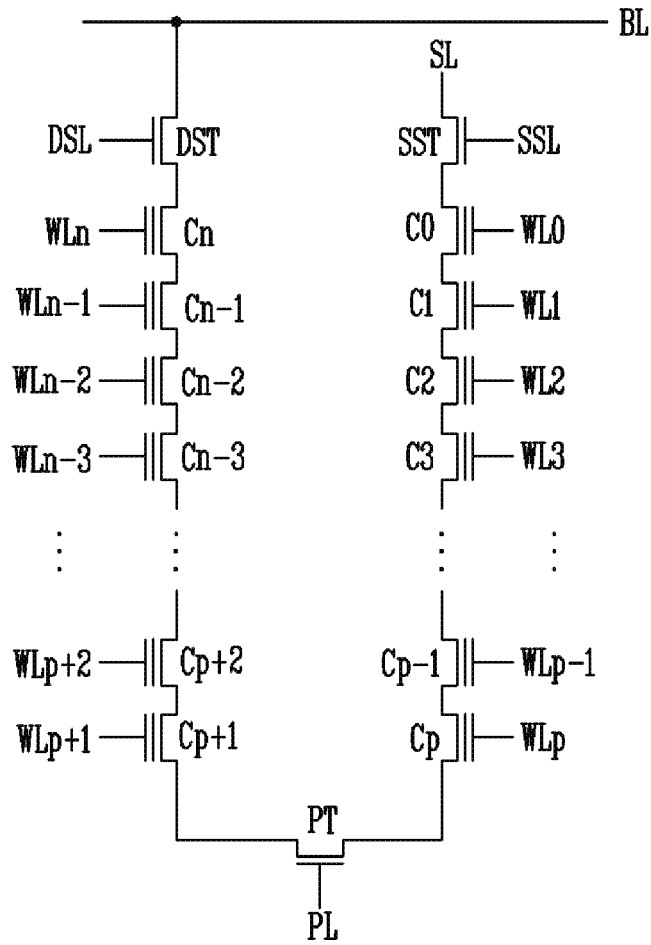 BL
SL
DSL DST SST SSL
WLn Cn C0 WL0
WLn-1 Cn-1 C1 WL1
WLn-2 Cn-2 C2 WL2
WLn-3 Cn-3 C3 WL3
WLp+2 Cp+2 Cp-1 WLp-1
WLp+1 Cp+1 Cp WLp
PT
PL